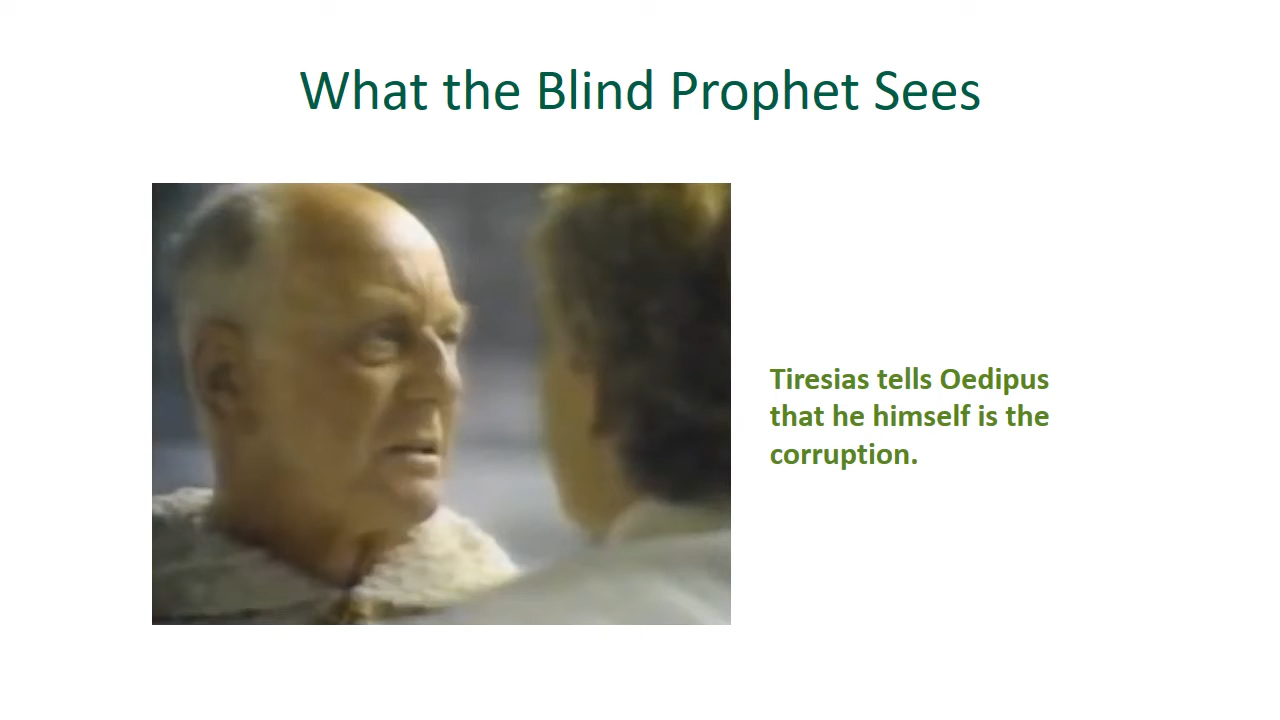 What the Blind Prophet Sees
Tiresias tells Oedipus
that he himself is the
corruption.